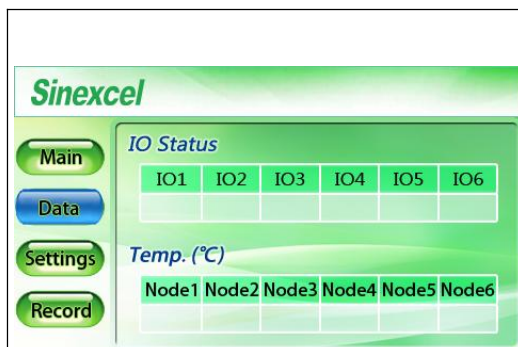 Sinexcel
Main
Data
Settings
Record
IO Status
IO1 IO2 IO3 IO4 IO5 IO6
Temp. (℃)
Node1 Node2 Node3 Node4 Node5 Node6